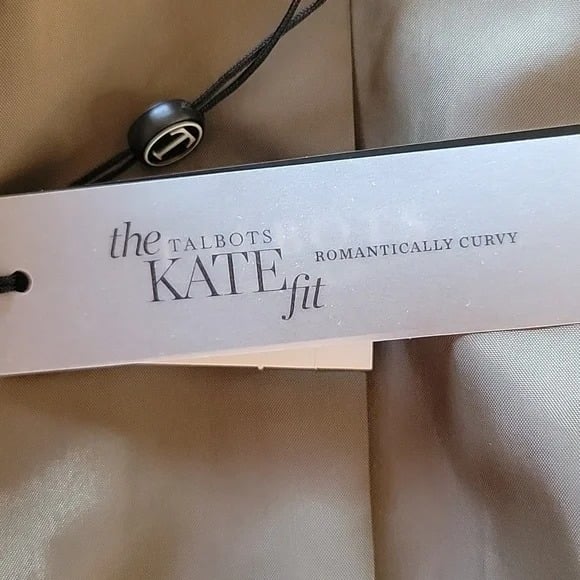 the TALBOTS
KATE fit
ROMANTICALLY CURVY
T